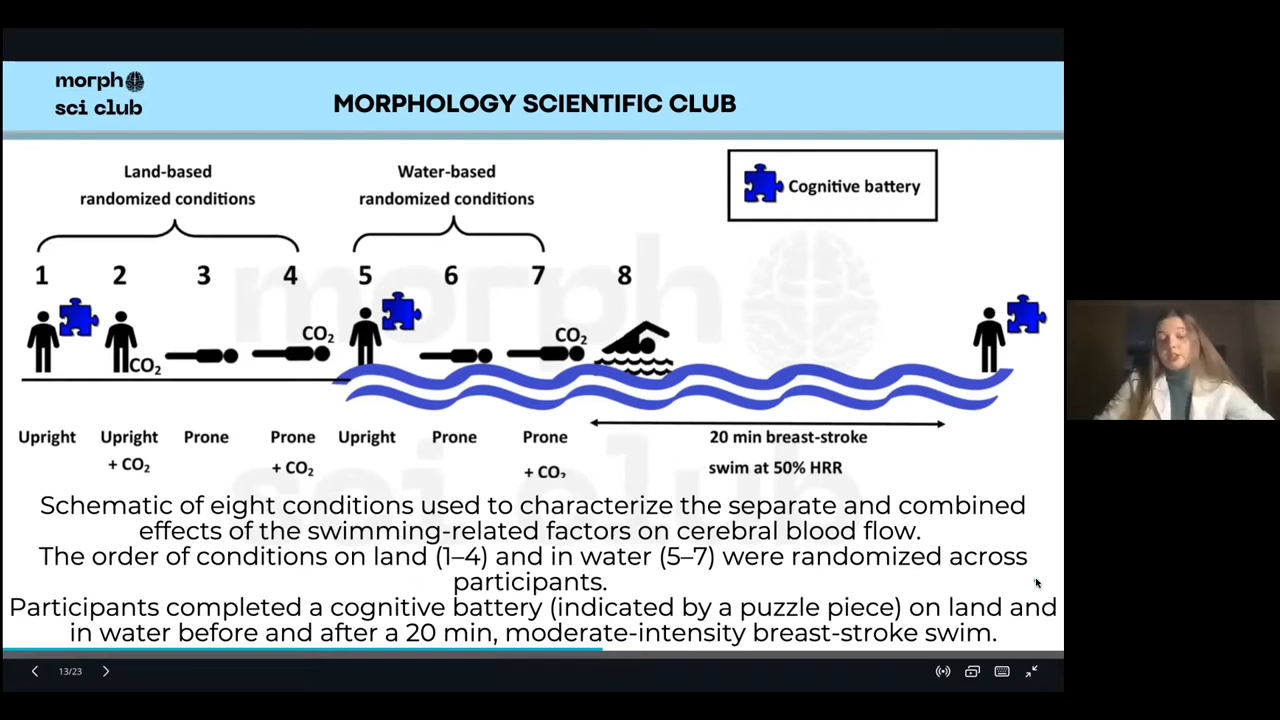 morph
sci club
MORPHOLOGY SCIENTIFIC CLUB
Land-based
randomized conditions
Water-based
randomized conditions
Cognitive battery
1 2 3 4 5 6 7 8
CO₂ CO₂ CO₂
Upright Upright + CO₂ Prone Prone + CO₂ Upright Prone Prone + CO₂
20 min breast-stroke
swim at 50% HRR
morph
sci club
Schematic of eight conditions used to characterize the separate and combined
effects of the swimming-related factors on cerebral blood flow.
The order of conditions on land (1–4) and in water (5–7) were randomized across
participants.
Participants completed a cognitive battery (indicated by a puzzle piece) on land and
in water before and after a 20 min, moderate-intensity breast-stroke swim.
13/23